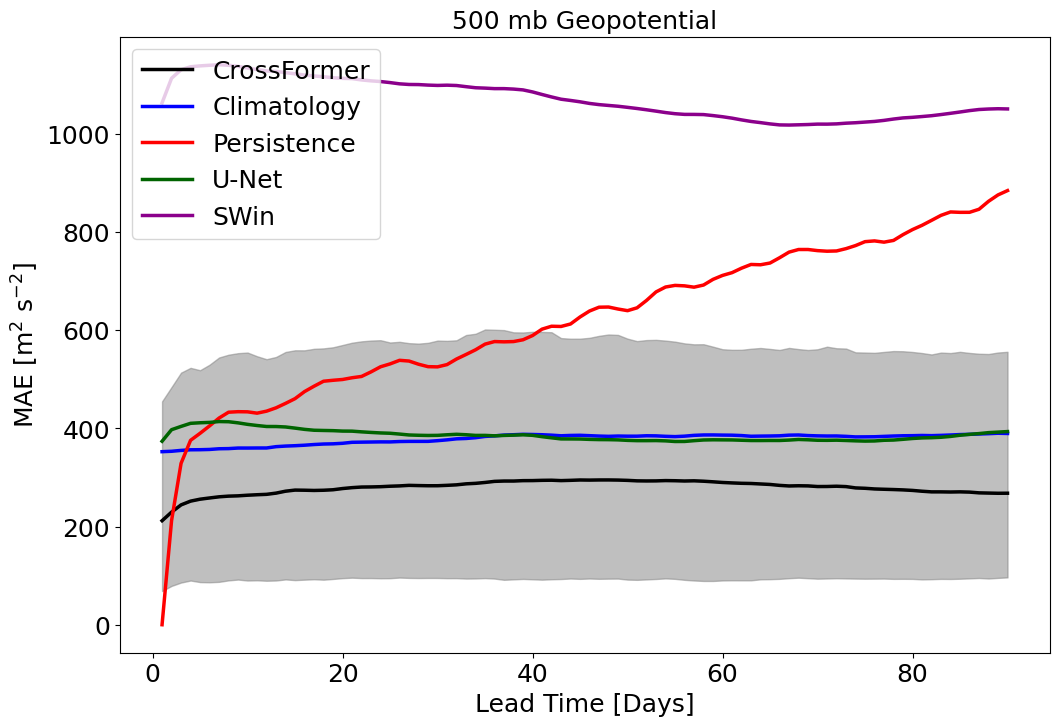 500 mb Geopotential
CrossFormer
Climatology
Persistence
U-Net
SWin
MAE [m² s⁻²]
1000
800
600
400
200
0
0 20 40 60 80
Lead Time [Days]